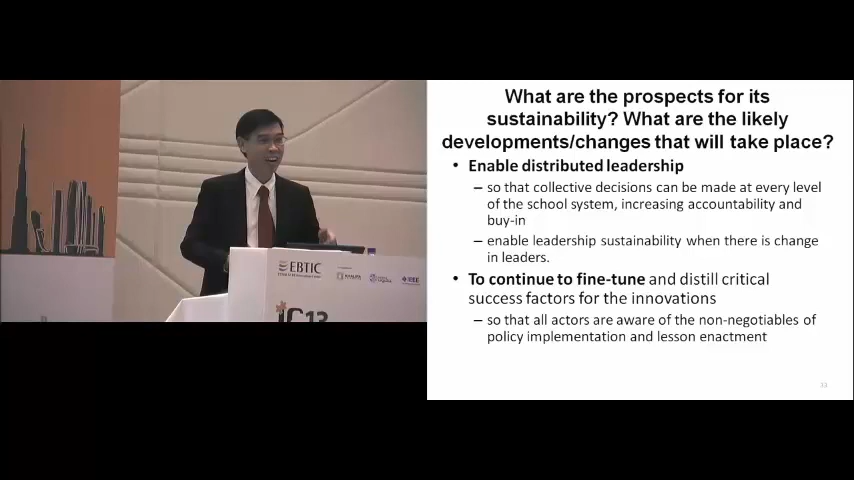 EBTIC
iC13
What are the prospects for its
sustainability? What are the likely
developments/changes that will take place?
• Enable distributed leadership
– so that collective decisions can be made at every level
of the school system, increasing accountability and
buy-in
– enable leadership sustainability when there is change
in leaders.
• To continue to fine-tune and distill critical
success factors for the innovations
– so that all actors are aware of the non-negotiables of
policy implementation and lesson enactment
33